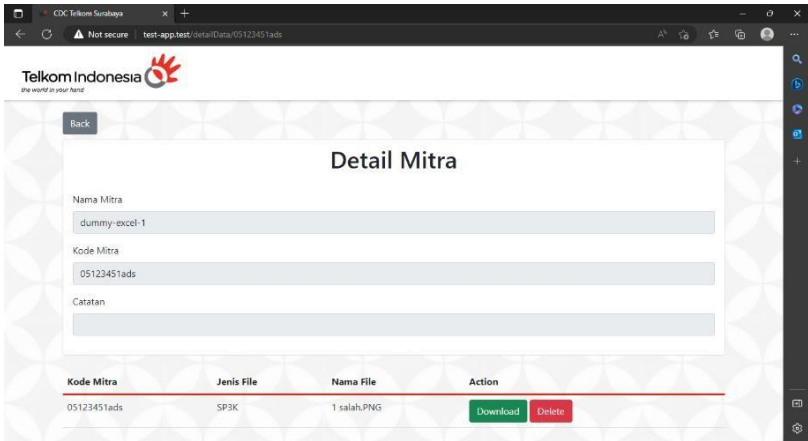 CDC Telkom Surabaya
Not secure test-app.test/detailData/05123451ads
Telkom Indonesia
the world in your hand
Back
Detail Mitra
Nama Mitra
dummy-excel-1
Kode Mitra
05123451ads
Catatan
Kode Mitra Jenis File Nama File Action
05123451ads SP3K 1 salah.PNG Download Delete